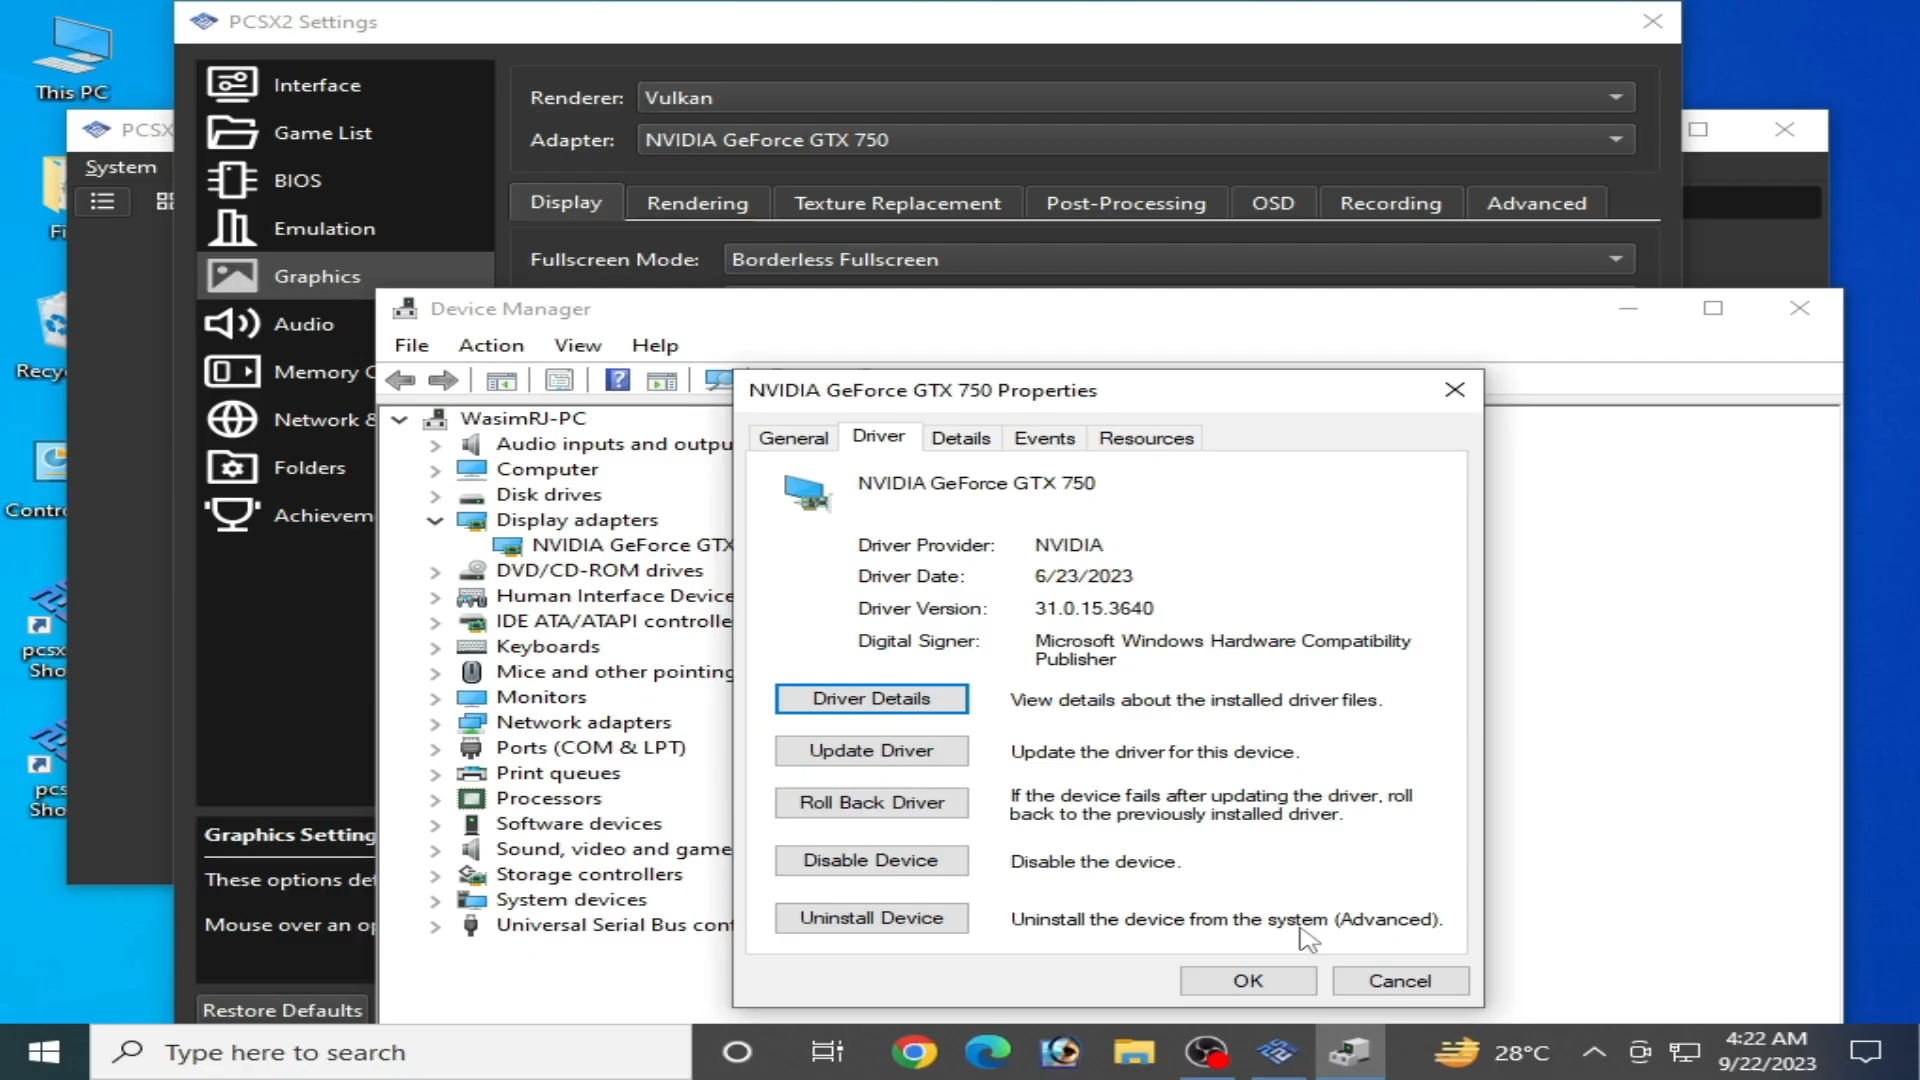 PCSX2 Settings
This PC
PCSX
System
Interface
Game List
BIOS
Emulation
Graphics
Audio
Memory C
Network &
Folders
Achievem
Renderer: Vulkan
Adapter: NVIDIA GeForce GTX 750
Display Rendering Texture Replacement Post-Processing OSD Recording Advanced
Fullscreen Mode: Borderless Fullscreen
Fi
Recy
Contro
pcsx
Sho
pcs
Sho
Graphics Setting
These options def
Mouse over an op
Restore Defaults
Device Manager
File Action View Help
WasimRJ-PC
Audio inputs and outpu
Computer
Disk drives
Display adapters
NVIDIA GeForce GTX
DVD/CD-ROM drives
Human Interface Device
IDE ATA/ATAPI controlle
Keyboards
Mice and other pointing
Monitors
Network adapters
Ports (COM & LPT)
Print queues
Processors
Software devices
Sound, video and game
Storage controllers
System devices
Universal Serial Bus cont
NVIDIA GeForce GTX 750 Properties
General Driver Details Events Resources
NVIDIA GeForce GTX 750
Driver Provider: NVIDIA
Driver Date: 6/23/2023
Driver Version: 31.0.15.3640
Digital Signer: Microsoft Windows Hardware Compatibility
Publisher
Driver Details View details about the installed driver files.
Update Driver Update the driver for this device.
Roll Back Driver If the device fails after updating the driver, roll
back to the previously installed driver.
Disable Device Disable the device.
Uninstall Device Uninstall the device from the system (Advanced).
OK Cancel
Type here to search
28°C
4:22 AM
9/22/2023